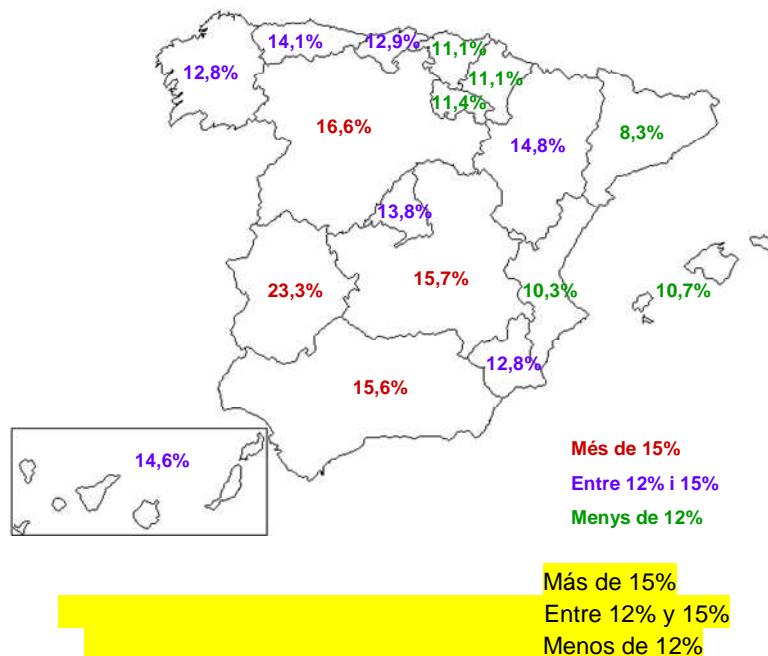 14,1%
12,9%
11,1%
12,8%
11,1%
11,4%
16,6%
8,3%
14,8%
13,8%
23,3%
15,7%
10,3%
10,7%
12,8%
15,6%
14,6%
Més de 15%
Entre 12% i 15%
Menys de 12%
Más de 15%
Entre 12% y 15%
Menos de 12%